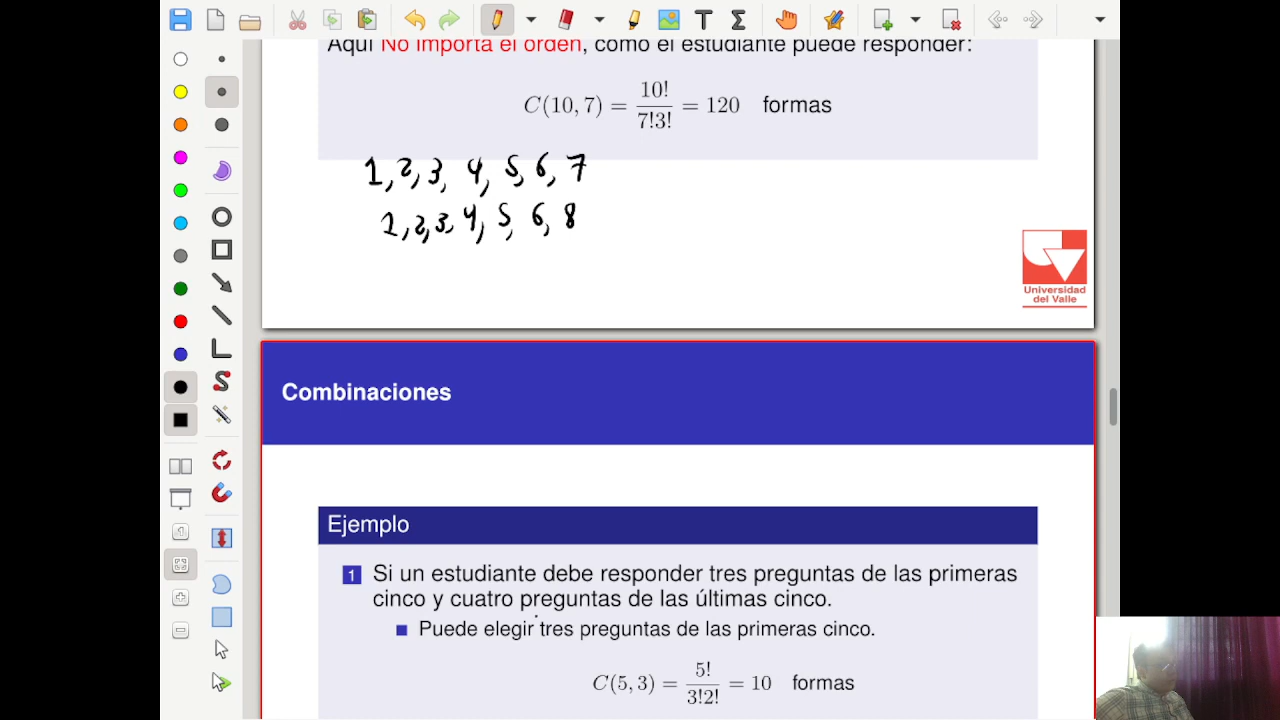 Aquí No importa el orden, como el estudiante puede responder:
C(10, 7) = 10!/7!3! = 120 formas
1, 2, 3, 4, 5, 6, 7
1, 2, 3, 4, 5, 6, 8
Universidad
del Valle
Combinaciones
Ejemplo
1 Si un estudiante debe responder tres preguntas de las primeras
cinco y cuatro preguntas de las últimas cinco.
Puede elegir tres preguntas de las primeras cinco.
C(5, 3) = 5!/3!2! = 10 formas